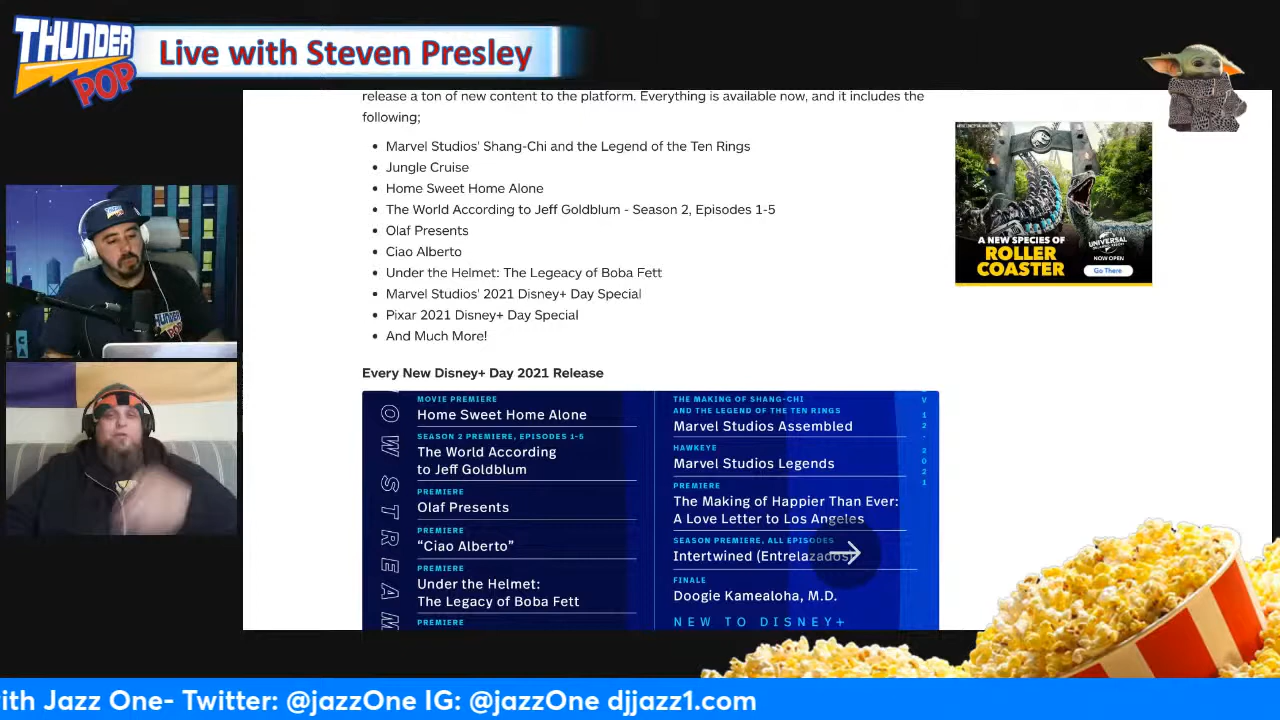 THUNDER
POP
Live with Steven Presley
release a ton of new content to the platform. Everything is available now, and it includes the
following;
• Marvel Studios' Shang-Chi and the Legend of the Ten Rings
• Jungle Cruise
• Home Sweet Home Alone
• The World According to Jeff Goldblum - Season 2, Episodes 1-5
• Olaf Presents
• Ciao Alberto
• Under the Helmet: The Legeacy of Boba Fett
• Marvel Studios' 2021 Disney+ Day Special
• Pixar 2021 Disney+ Day Special
• And Much More!
Every New Disney+ Day 2021 Release
MOVIE PREMIERE
Home Sweet Home Alone
SEASON 2 PREMIERE, EPISODES 1-5
The World According
to Jeff Goldblum
PREMIERE
Olaf Presents
PREMIERE
"Ciao Alberto"
PREMIERE
Under the Helmet:
The Legacy of Boba Fett
PREMIERE
THE MAKING OF SHANG-CHI
AND THE LEGEND OF THE TEN RINGS
Marvel Studios Assembled
HAWKEYE
Marvel Studios Legends
PREMIERE
The Making of Happier Than Ever:
A Love Letter to Los Angeles
SEASON PREMIERE, ALL EPISODES
Intertwined (Entrelazados)
FINALE
Doogie Kamealoha, M.D.
NEW TO DISNEY+
A NEW SPECIES OF
ROLLER
COASTER
UNIVERSAL
NOW OPEN
Go There
THUNDER
POP
ith Jazz One- Twitter: @jazzOne IG: @jazzOne djjazz1.com